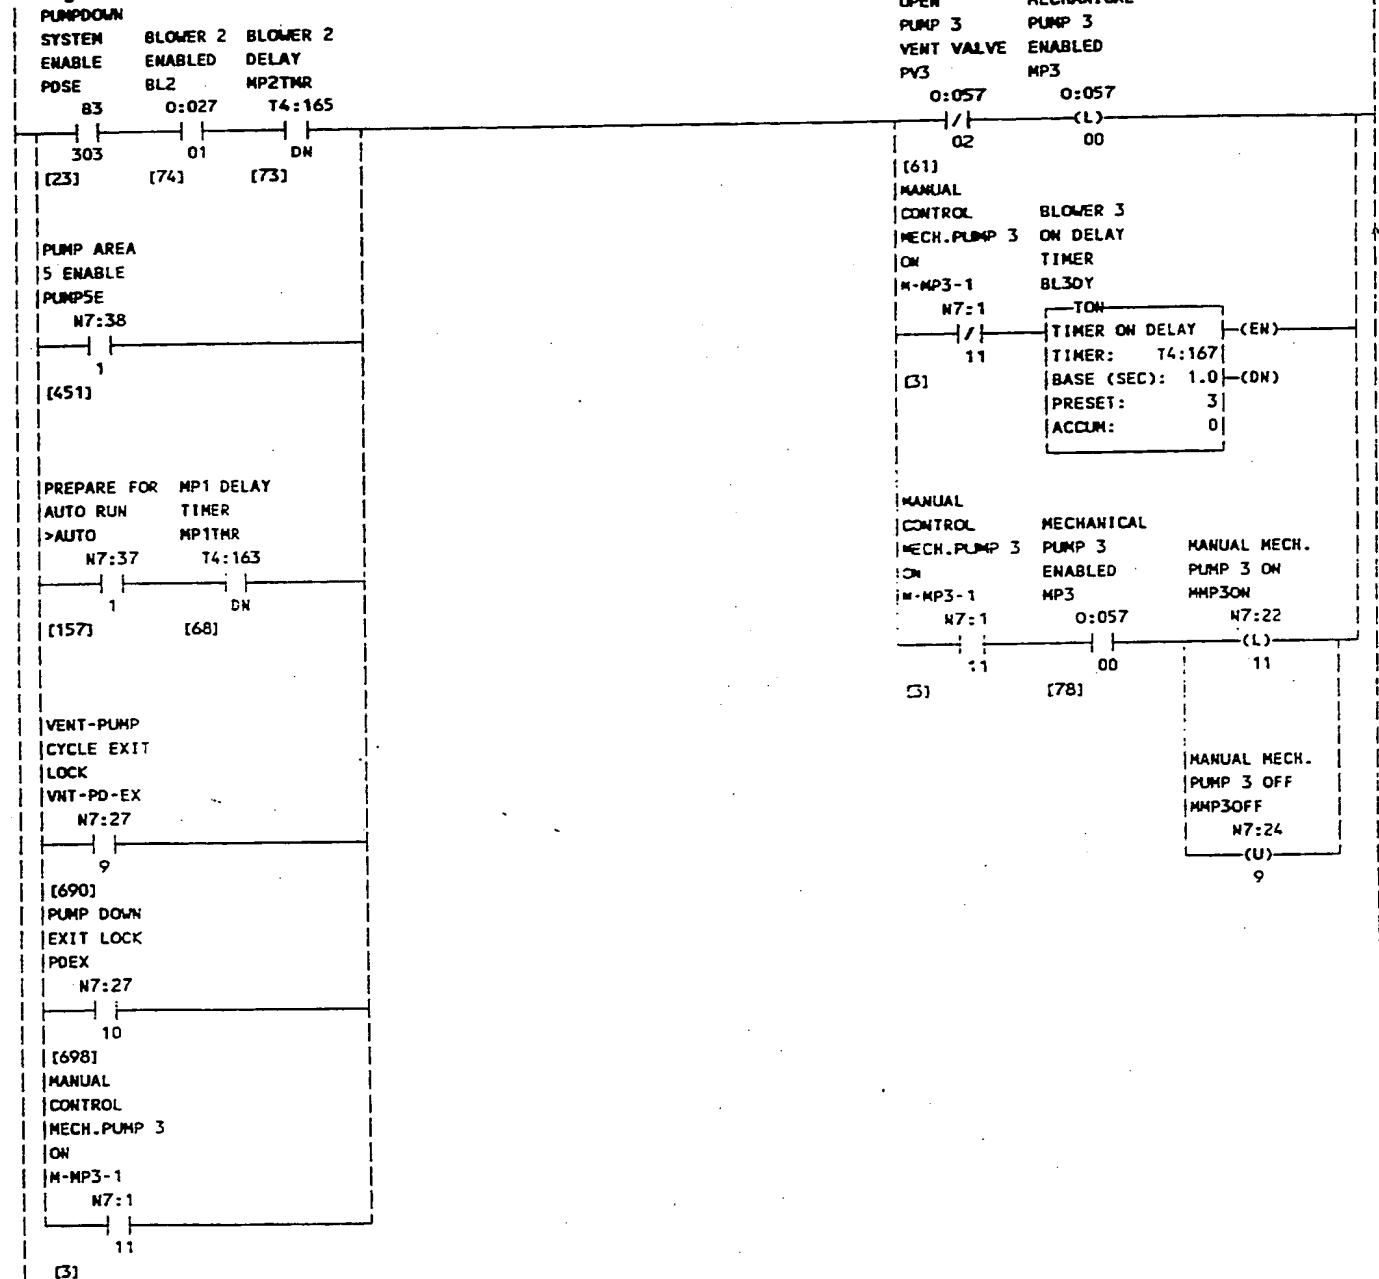 PUMPDOWN
SYSTEM BLOWER 2 BLOWER 2
ENABLE ENABLED DELAY
PDSE BL2 MP2TMR
B3 O:027 T4:165
303 01 DN
[23] [74] [73]
PUMP AREA
5 ENABLE
PUMP5E
N7:38
1
[451]
PREPARE FOR MP1 DELAY
AUTO RUN TIMER
>AUTO MP1TMR
N7:37 T4:163
1 DN
[157] [68]
VENT-PUMP
CYCLE EXIT
LOCK
VNT-PD-EX
N7:27
9
[690]
PUMP DOWN
EXIT LOCK
PDEX
N7:27
10
[698]
MANUAL
CONTROL
MECH.PUMP 3
ON
M-MP3-1
N7:1
11
[3]
OPEN MECHANICAL
PUMP 3 PUMP 3
VENT VALVE ENABLED
PV3 MP3
O:057 O:057
(L)
02 00
[61]
MANUAL
CONTROL BLOWER 3
MECH.PUMP 3 ON DELAY
ON TIMER
M-MP3-1 BL3DY
N7:1 TON
TIMER ON DELAY (EN)
11 TIMER: T4:167
[3] BASE (SEC): 1.0 (DN)
PRESET: 3
ACCUM: 0
MANUAL
CONTROL MECHANICAL
MECH.PUMP 3 PUMP 3 MANUAL MECH.
ON ENABLED PUMP 3 ON
M-MP3-1 MP3 MMP3ON
N7:1 O:057 N7:22
(L)
11 00 11
[3] [78]
MANUAL MECH.
PUMP 3 OFF
MMP3OFF
N7:24
(U)
9